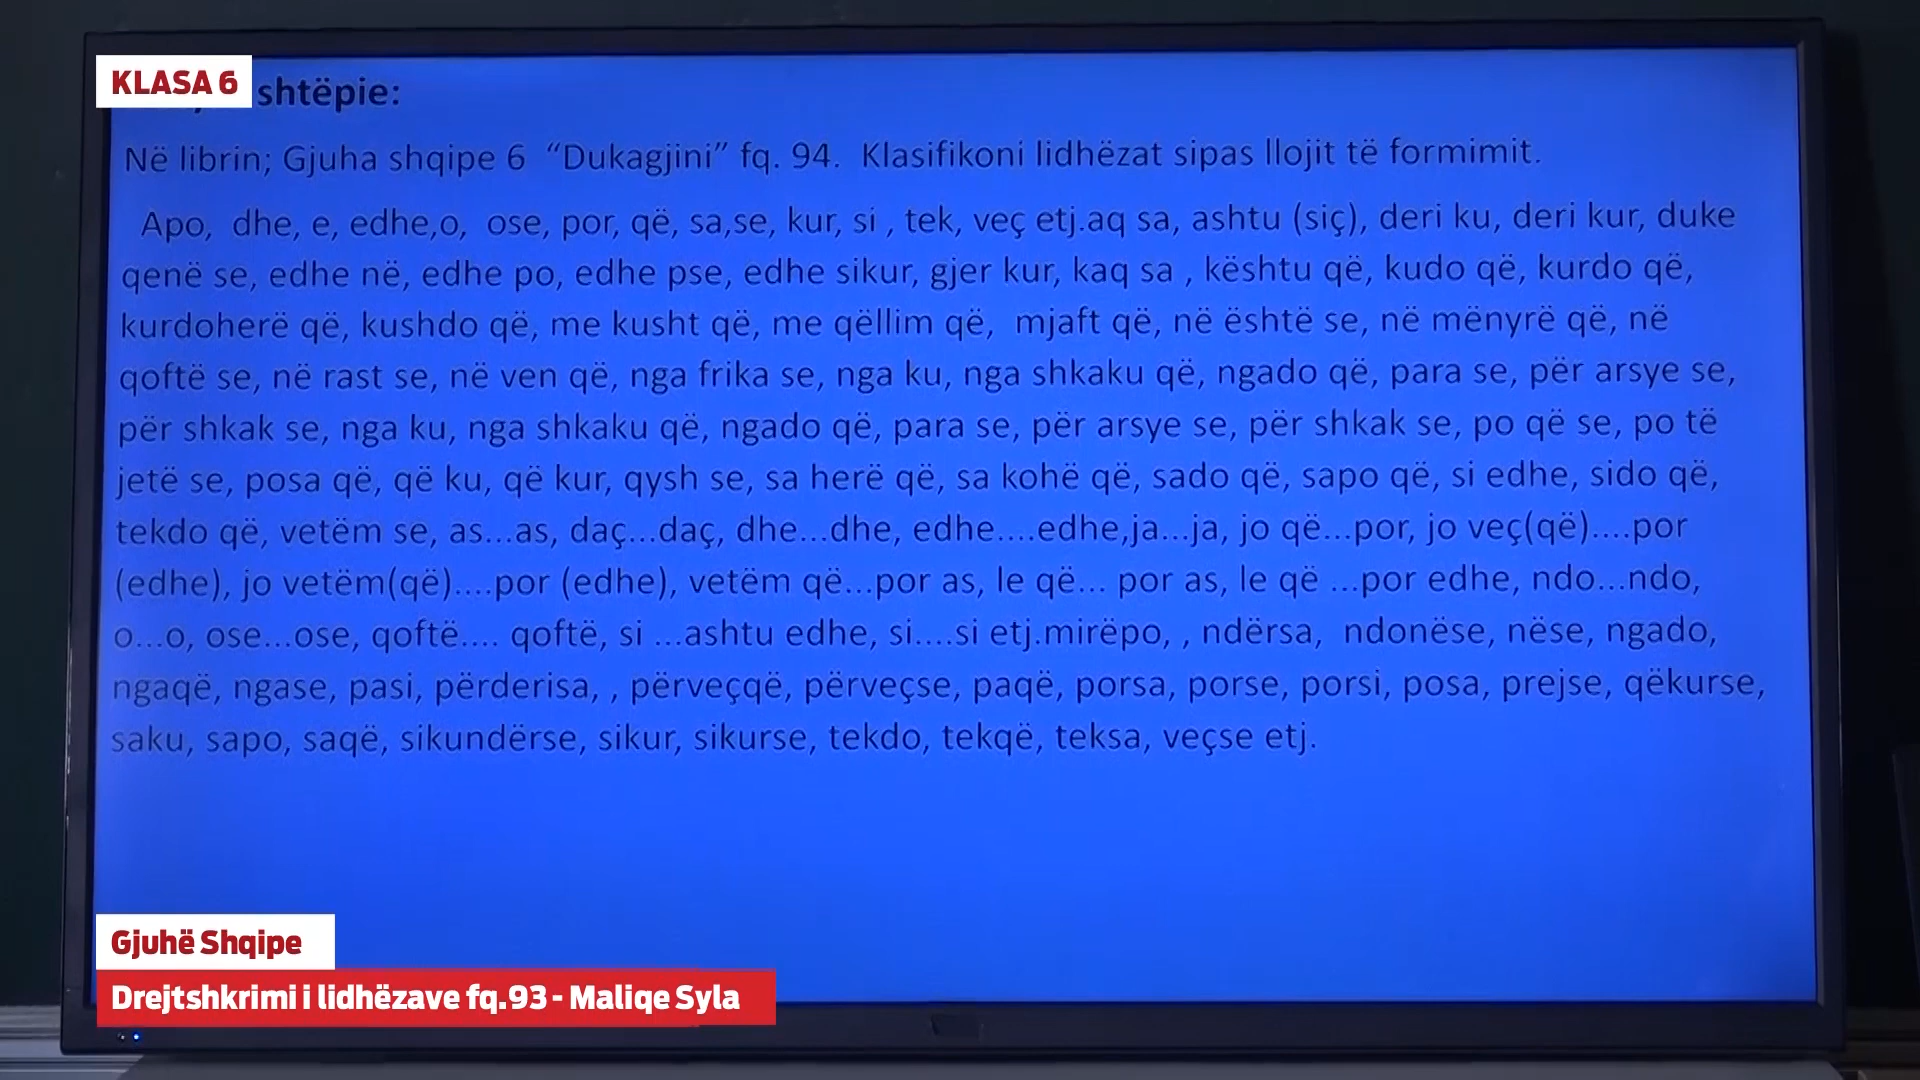 KLASA 6
shtëpie:
Në librin; Gjuha shqipe 6 “Dukagjini” fq. 94. Klasifikoni lidhëzat sipas llojit të formimit.
Apo, dhe, e, edhe,o, ose, por, që, sa,se, kur, si , tek, veç etj.aq sa, ashtu (siç), deri ku, deri kur, duke
qenë se, edhe në, edhe po, edhe pse, edhe sikur, gjer kur, kaq sa , kështu që, kudo që, kurdo që,
kurdoherë që, kushdo që, me kusht që, me qëllim që, mjaft që, në është se, në mënyrë që, në
qoftë se, në rast se, në ven që, nga frika se, nga ku, nga shkaku që, ngado që, para se, për arsye se,
për shkak se, nga ku, nga shkaku që, ngado që, para se, për arsye se, për shkak se, po që se, po të
jetë se, posa që, që ku, që kur, qysh se, sa herë që, sa kohë që, sado që, sapo që, si edhe, sido që,
tekdo që, vetëm se, as...as, daç...daç, dhe...dhe, edhe....edhe,ja...ja, jo që...por, jo veç(që)....por
(edhe), jo vetëm(që)....por (edhe), vetëm që...por as, le që... por as, le që ...por edhe, ndo...ndo,
o...o, ose...ose, qoftë.... qoftë, si ...ashtu edhe, si....si etj.mirëpo, , ndërsa, ndonëse, nëse, ngado,
ngaqë, ngase, pasi, përderisa, , përveçqë, përveçse, paqë, porsa, porse, porsi, posa, prejse, qëkurse,
saku, sapo, saqë, sikundërse, sikur, sikurse, tekdo, tekqë, teksa, veçse etj.
Gjuhë Shqipe
Drejtshkrimi i lidhëzave fq.93 - Maliqe Syla